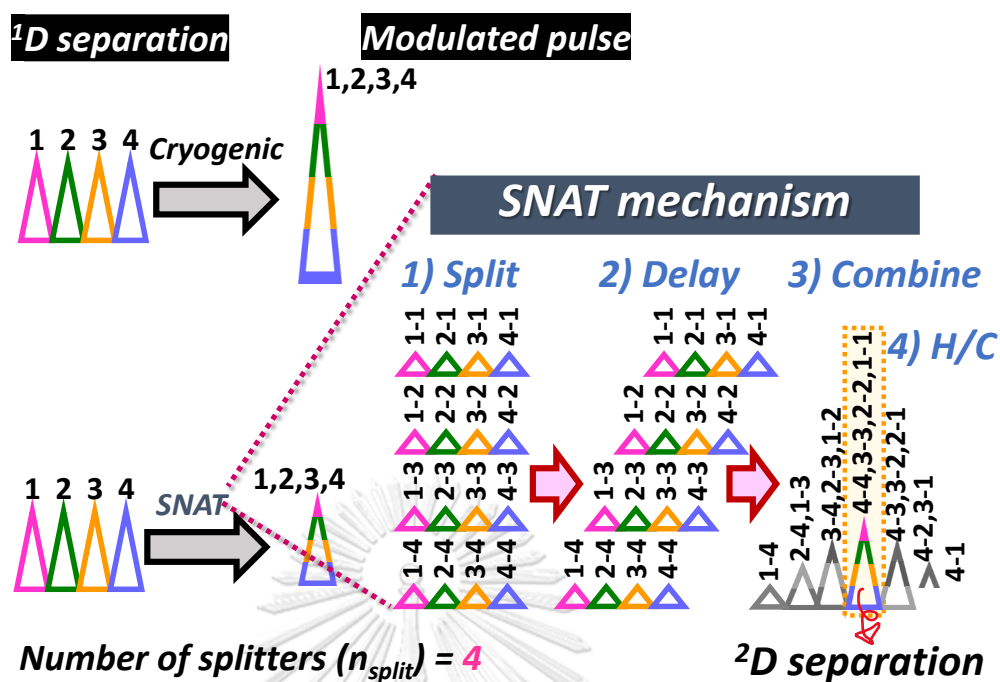 ¹D separation
Modulated pulse
1,2,3,4
1 2 3 4
Cryogenic
SNAT mechanism
1) Split
2) Delay
3) Combine
4) H/C
1-1 2-1 3-1 4-1
1-2 2-2 3-2 4-2
1-3 2-3 3-3 4-3
1-4 2-4 3-4 4-4
1-1 2-1 3-1 4-1
1-2 2-2 3-2 4-2
1-3 2-3 3-3 4-3
1-4 2-4 3-4 4-4
1-4
2-4,1-3
3-4,2-3,1-2
4-4,3-3,2-2,1-1
4-3,3-2,2-1
4-2,3-1
4-1
1 2 3 4
SNAT
1,2,3,4
Number of splitters (n_split) = 4
²D separation